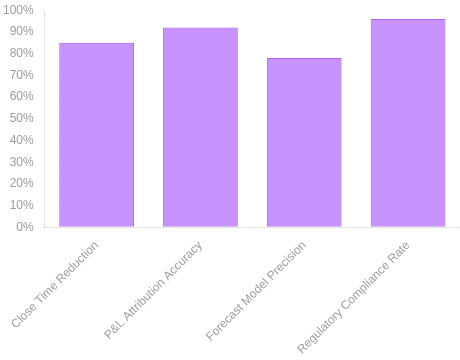 100%
90%
80%
70%
60%
50%
40%
30%
20%
10%
0%
Close Time Reduction
P&L Attribution Accuracy
Forecast Model Precision
Regulatory Compliance Rate